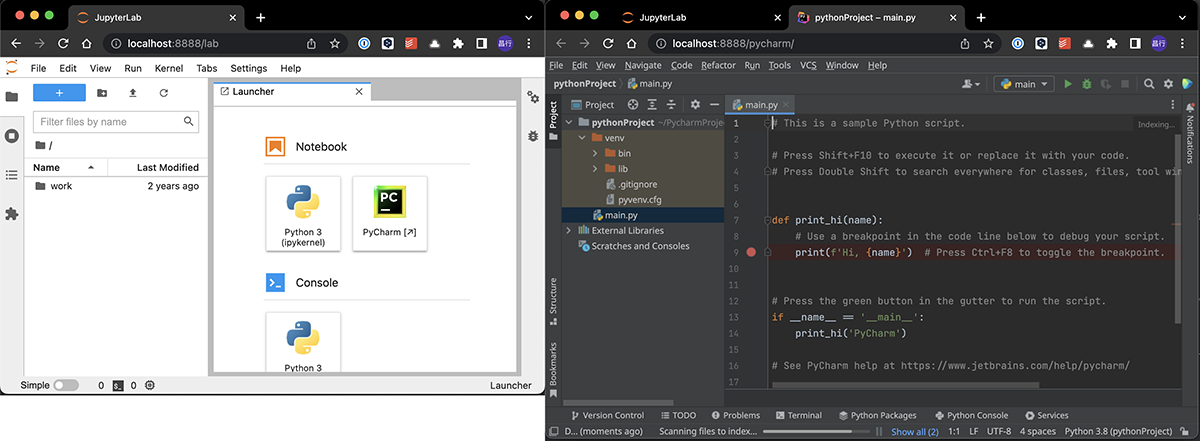 JupyterLab
localhost:8888/lab
昌行
File Edit View Run Kernel Tabs Settings Help
Filter files by name
/
Name Last Modified
work 2 years ago
Launcher
Notebook
Python 3
(ipykernel)
PyCharm [↗]
Console
Python 3
Simple 0 0 Launcher
JupyterLab
pythonProject – main.py
localhost:8888/pycharm/
昌行
File Edit View Navigate Code Refactor Run Tools VCS Window Help
pythonProject main.py
main
Project
Structure
Bookmarks
Notifications
Project
pythonProject ~/PycharmProje
venv
bin
lib
.gitignore
pyvenv.cfg
main.py
External Libraries
Scratches and Consoles
main.py
Indexing...
1 # This is a sample Python script.
2
3 # Press Shift+F10 to execute it or replace it with your code.
4 # Press Double Shift to search everywhere for classes, files, tool win
5
6
7 def print_hi(name):
8 # Use a breakpoint in the code line below to debug your script.
9 print(f'Hi, {name}') # Press Ctrl+F8 to toggle the breakpoint.
10
11
12 # Press the green button in the gutter to run the script.
13 if __name__ == '__main__':
14 print_hi('PyCharm')
15
16 # See PyCharm help at https://www.jetbrains.com/help/pycharm/
17
Version Control TODO Problems Terminal Python Packages Python Console Services
D... (moments ago) Scanning files to index... Show all (2) 1:1 LF UTF-8 4 spaces Python 3.8 (pythonProject)